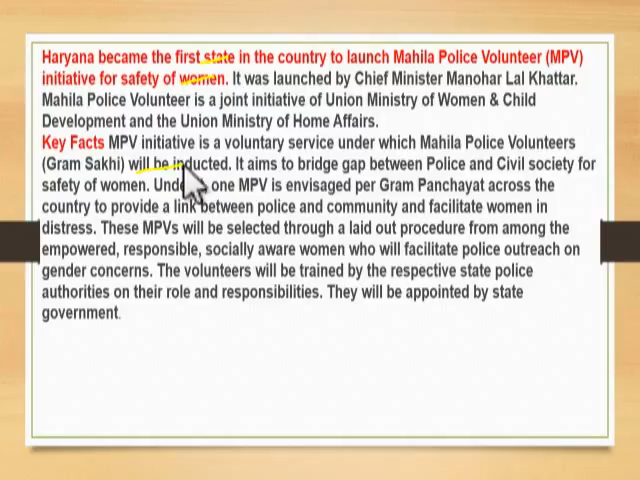 Haryana became the first state in the country to launch Mahila Police Volunteer (MPV)
initiative for safety of women. It was launched by Chief Minister Manohar Lal Khattar.
Mahila Police Volunteer is a joint initiative of Union Ministry of Women & Child
Development and the Union Ministry of Home Affairs.
Key Facts MPV initiative is a voluntary service under which Mahila Police Volunteers
(Gram Sakhi) will be inducted. It aims to bridge gap between Police and Civil society for
safety of women. one MPV is envisaged per Gram Panchayat across the
country to provide a link between police and community and facilitate women in
distress. These MPVs will be selected through a laid out procedure from among the
empowered, responsible, socially aware women who will facilitate police outreach on
gender concerns. The volunteers will be trained by the respective state police
authorities on their role and responsibilities. They will be appointed by state
government.